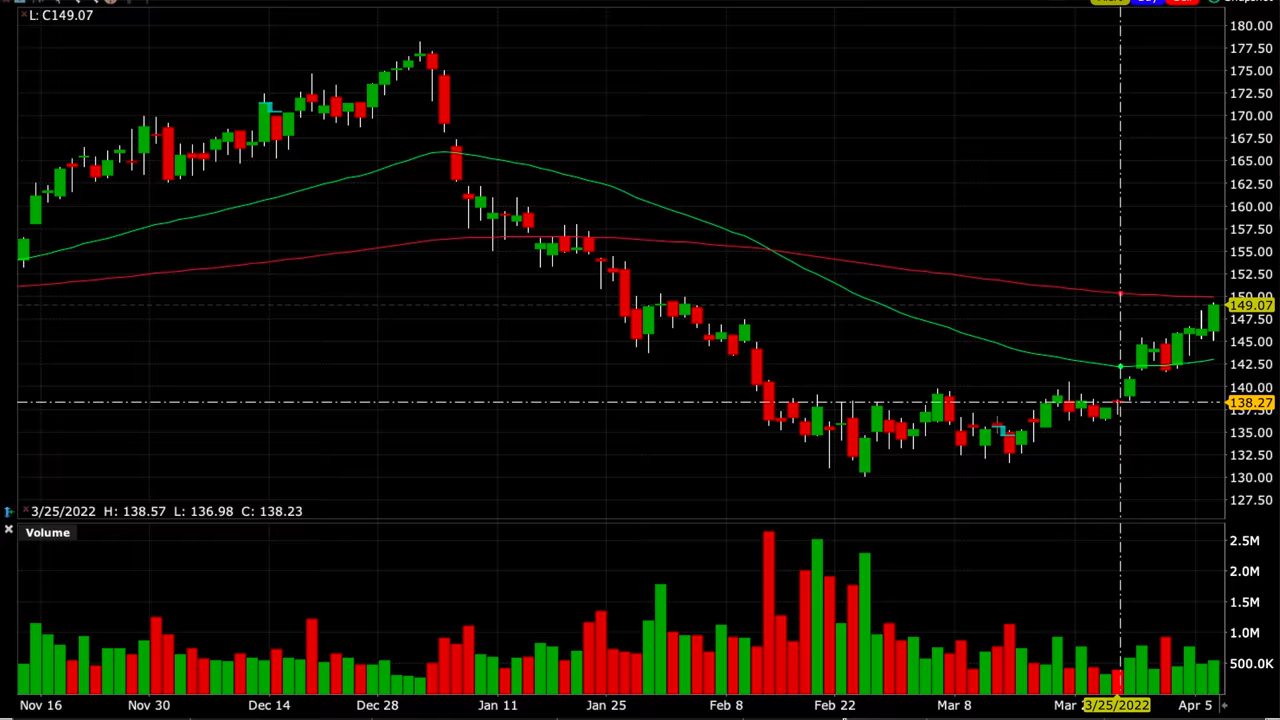 L: C149.07
180.00
177.50
175.00
172.50
170.00
167.50
165.00
162.50
160.00
157.50
155.00
152.50
150.00
149.07
147.50
145.00
142.50
140.00
138.27
137.50
135.00
132.50
130.00
127.50
3/25/2022 H: 138.57 L: 136.98 C: 138.23
Volume
2.5M
2.0M
1.5M
1.0M
500.0K
Nov 16 Nov 30 Dec 14 Dec 28 Jan 11 Jan 25 Feb 8 Feb 22 Mar 8 Mar 3/25/2022 Apr 5